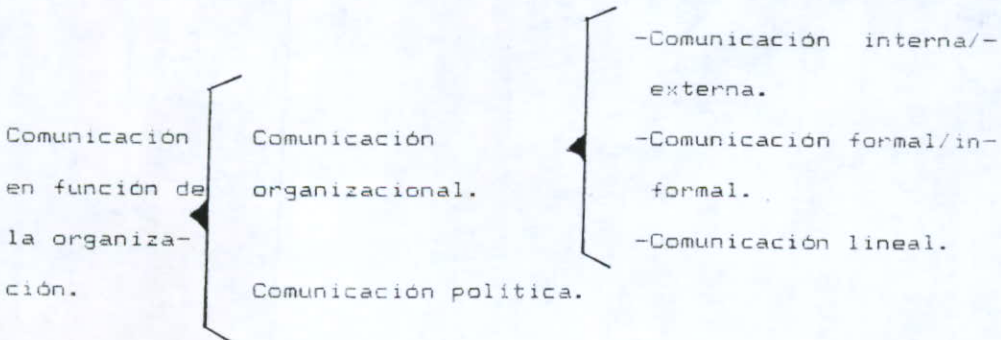 Comunicación
en función de
la organiza-
ción.
Comunicación
organizacional.
Comunicación política.
-Comunicación interna/-
externa.
-Comunicación formal/in-
formal.
-Comunicación lineal.